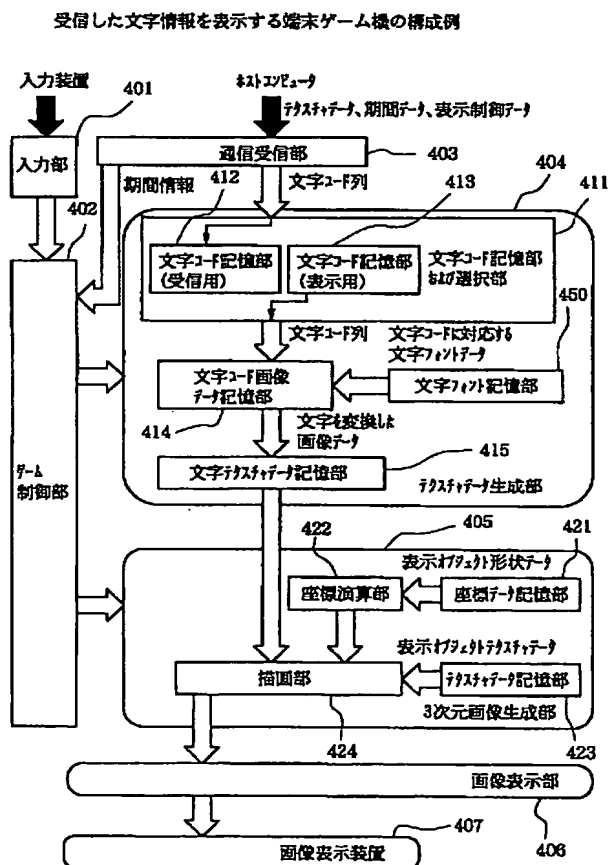 受信した文字情報を表示する端末ゲーム機の構成例
入力装置
401
ホストコンピュータ
テクスチャデータ、期間データ、表示制御データ
入力部
通信受信部
403
期間情報
412
文字コード列
413
404
411
402
文字コード記憶部
(受信用)
文字コード記憶部
(表示用)
文字コード記憶部
および選択部
文字コード列
文字コードに対応する
文字フォントデータ
450
文字コード画像
データ記憶部
文字フォント記憶部
414
文字を変換した
画像データ
415
文字テクスチャデータ記憶部
テクスチャデータ生成部
ゲーム
制御部
405
422
表示オブジェクト形状データ
421
座標演算部
座標データ記憶部
表示オブジェクトテクスチャデータ
描画部
テクスチャデータ記憶部
3次元画像生成部
424
423
画像表示部
407
406
画像表示装置